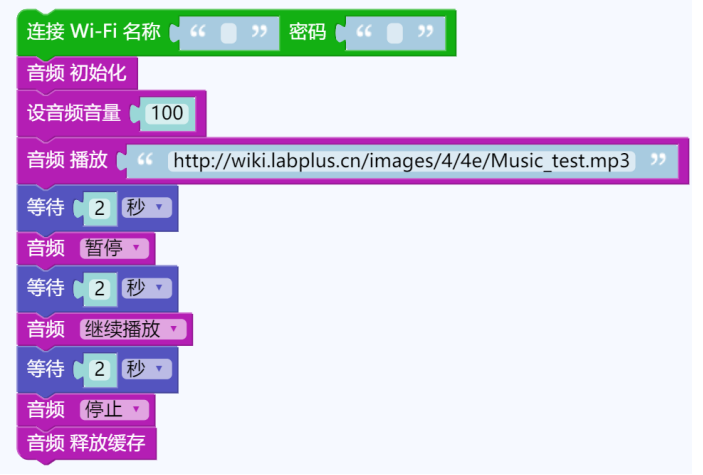 连接 Wi-Fi 名称 “ ” 密码 “ ”
音频 初始化
设音频音量 100
音频 播放 “ http://wiki.labplus.cn/images/4/4e/Music_test.mp3 ”
等待 2 秒
音频 暂停
等待 2 秒
音频 继续播放
等待 2 秒
音频 停止
音频 释放缓存